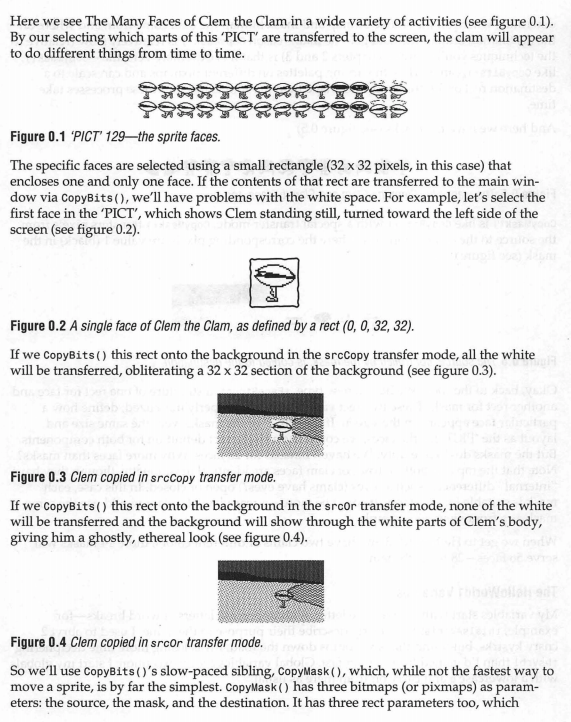 Here we see The Many Faces of Clem the Clam in a wide variety of activities (see figure 0.1).
By our selecting which parts of this ‘PICT’ are transferred to the screen, the clam will appear
to do different things from time to time.
Figure 0.1 ‘PICT’ 129—the sprite faces.
The specific faces are selected using a small rectangle (32 x 32 pixels, in this case) that
encloses one and only one face. If the contents of that rect are transferred to the main win-
dow via CopyBits(), we’ll have problems with the white space. For example, let’s select the
first face in the ‘PICT’, which shows Clem standing still, turned toward the left side of the
screen (see figure 0.2).
Figure 0.2 A single face of Clem the Clam, as defined by a rect (0, 0, 32, 32).
If we CopyBits() this rect onto the background in the srcCopy transfer mode, all the white
will be transferred, obliterating a 32 x 32 section of the background (see figure 0.3).
Figure 0.3 Clem copied in srcCopy transfer mode.
If we CopyBits() this rect onto the background in the srcOr transfer mode, none of the white
will be transferred and the background will show through the white parts of Clem’s body,
giving him a ghostly, ethereal look (see figure 0.4).
Figure 0.4 Clem copied in srcOr transfer mode.
So we’ll use CopyBits()’s slow-paced sibling, CopyMask(), which, while not the fastest way to
move a sprite, is by far the simplest. CopyMask() has three bitmaps (or pixmaps) as param-
eters: the source, the mask, and the destination. It has three rect parameters too, which